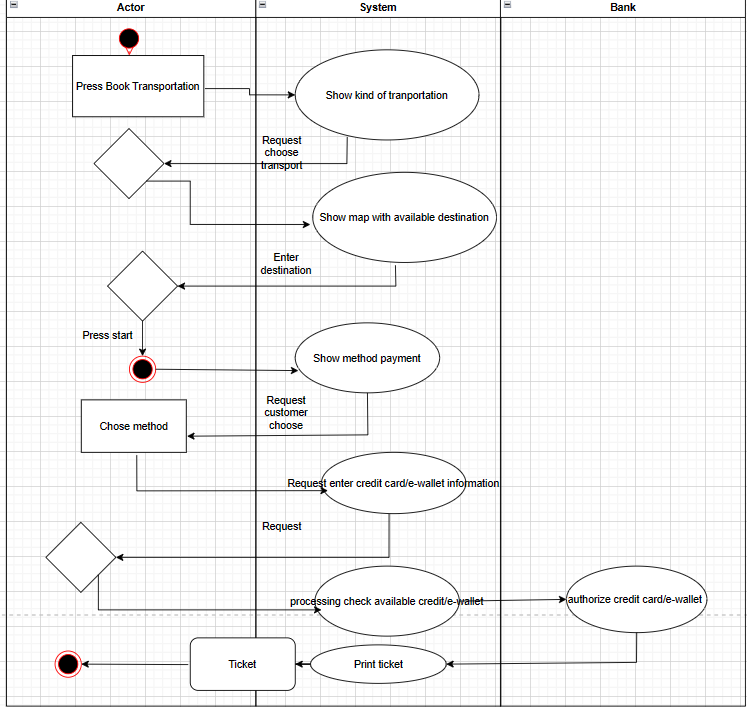 Actor
System
Bank
Press Book Transportation
Show kind of tranportation
Request
choose
transport
Show map with available destination
Enter
destination
Press start
Show method payment
Request
customer
choose
Chose method
Request enter credit card/e-wallet information
Request
processing check available credit/e-wallet
authorize credit card/e-wallet
Ticket
Print ticket